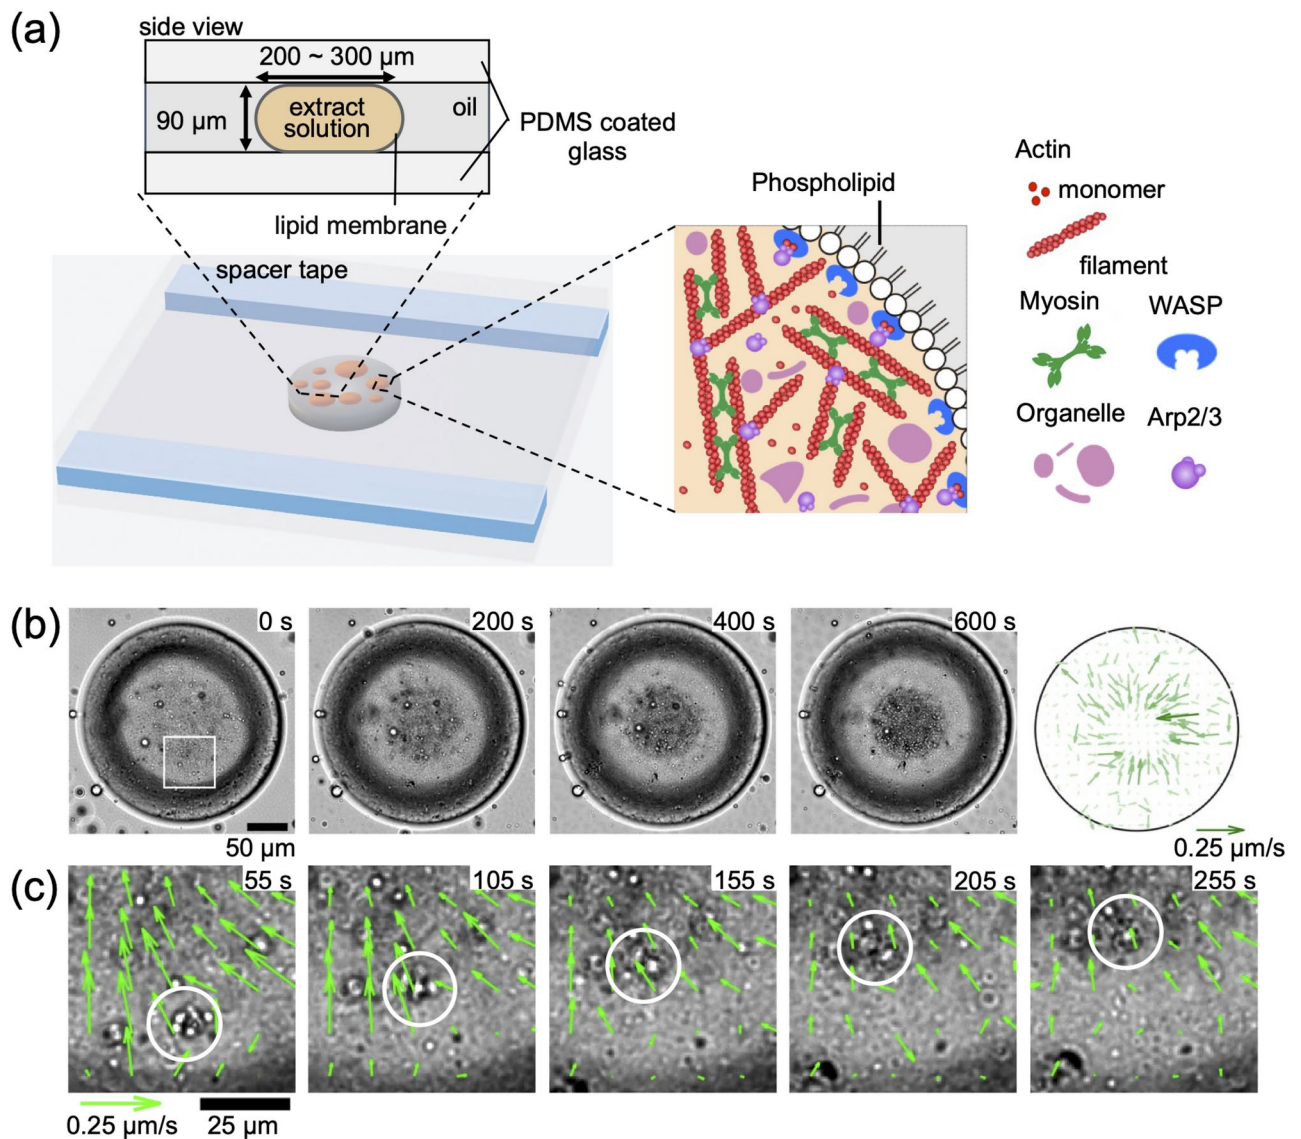 (a)
side view
200 ~ 300 µm
90 µm
extract
solution
oil
PDMS coated
glass
lipid membrane
spacer tape
Phospholipid
Actin
monomer
filament
Myosin
WASP
Organelle
Arp2/3
(b)
0 s
200 s
400 s
600 s
50 µm
0.25 µm/s
(c)
55 s
105 s
155 s
205 s
255 s
0.25 µm/s
25 µm